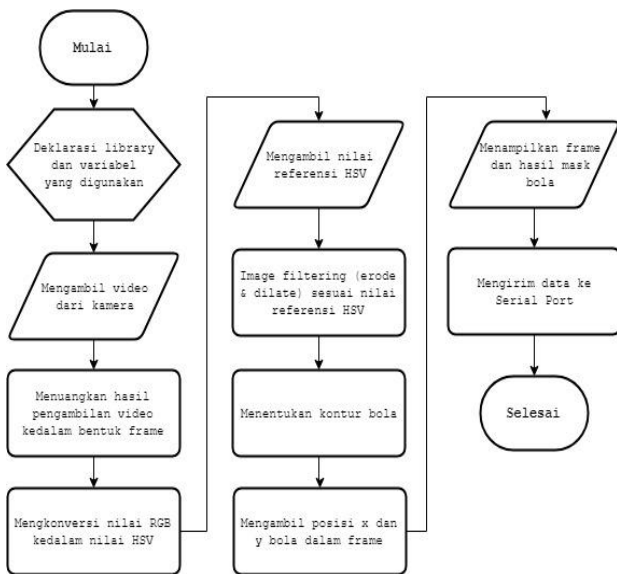 Mulai
Deklarasi library
dan variabel
yang digunakan
Mengambil video
dari kamera
Menuangkan hasil
pengambilan video
kedalam bentuk frame
Mengkonversi nilai RGB
kedalam nilai HSV
Mengambil nilai
referensi HSV
Image filtering (erode
& dilate) sesuai nilai
referensi HSV
Menentukan kontur bola
Mengambil posisi x dan
y bola dalam frame
Menampilkan frame
dan hasil mask
bola
Mengirim data ke
Serial Port
Selesai